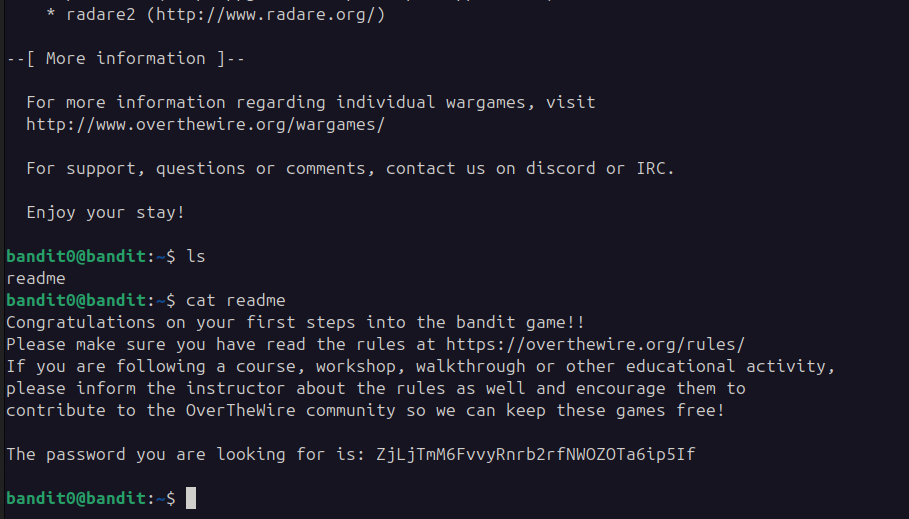 * radare2 (http://www.radare.org/)
--[ More information ]--
For more information regarding individual wargames, visit
http://www.overthewire.org/wargames/
For support, questions or comments, contact us on discord or IRC.
Enjoy your stay!
bandit0@bandit:~$ ls
readme
bandit0@bandit:~$ cat readme
Congratulations on your first steps into the bandit game!!
Please make sure you have read the rules at https://overthewire.org/rules/
If you are following a course, workshop, walkthrough or other educational activity,
please inform the instructor about the rules as well and encourage them to
contribute to the OverTheWire community so we can keep these games free!
The password you are looking for is: ZjLjTmM6FvvyRnrb2rfNWOZOTa6ip5If
bandit0@bandit:~$